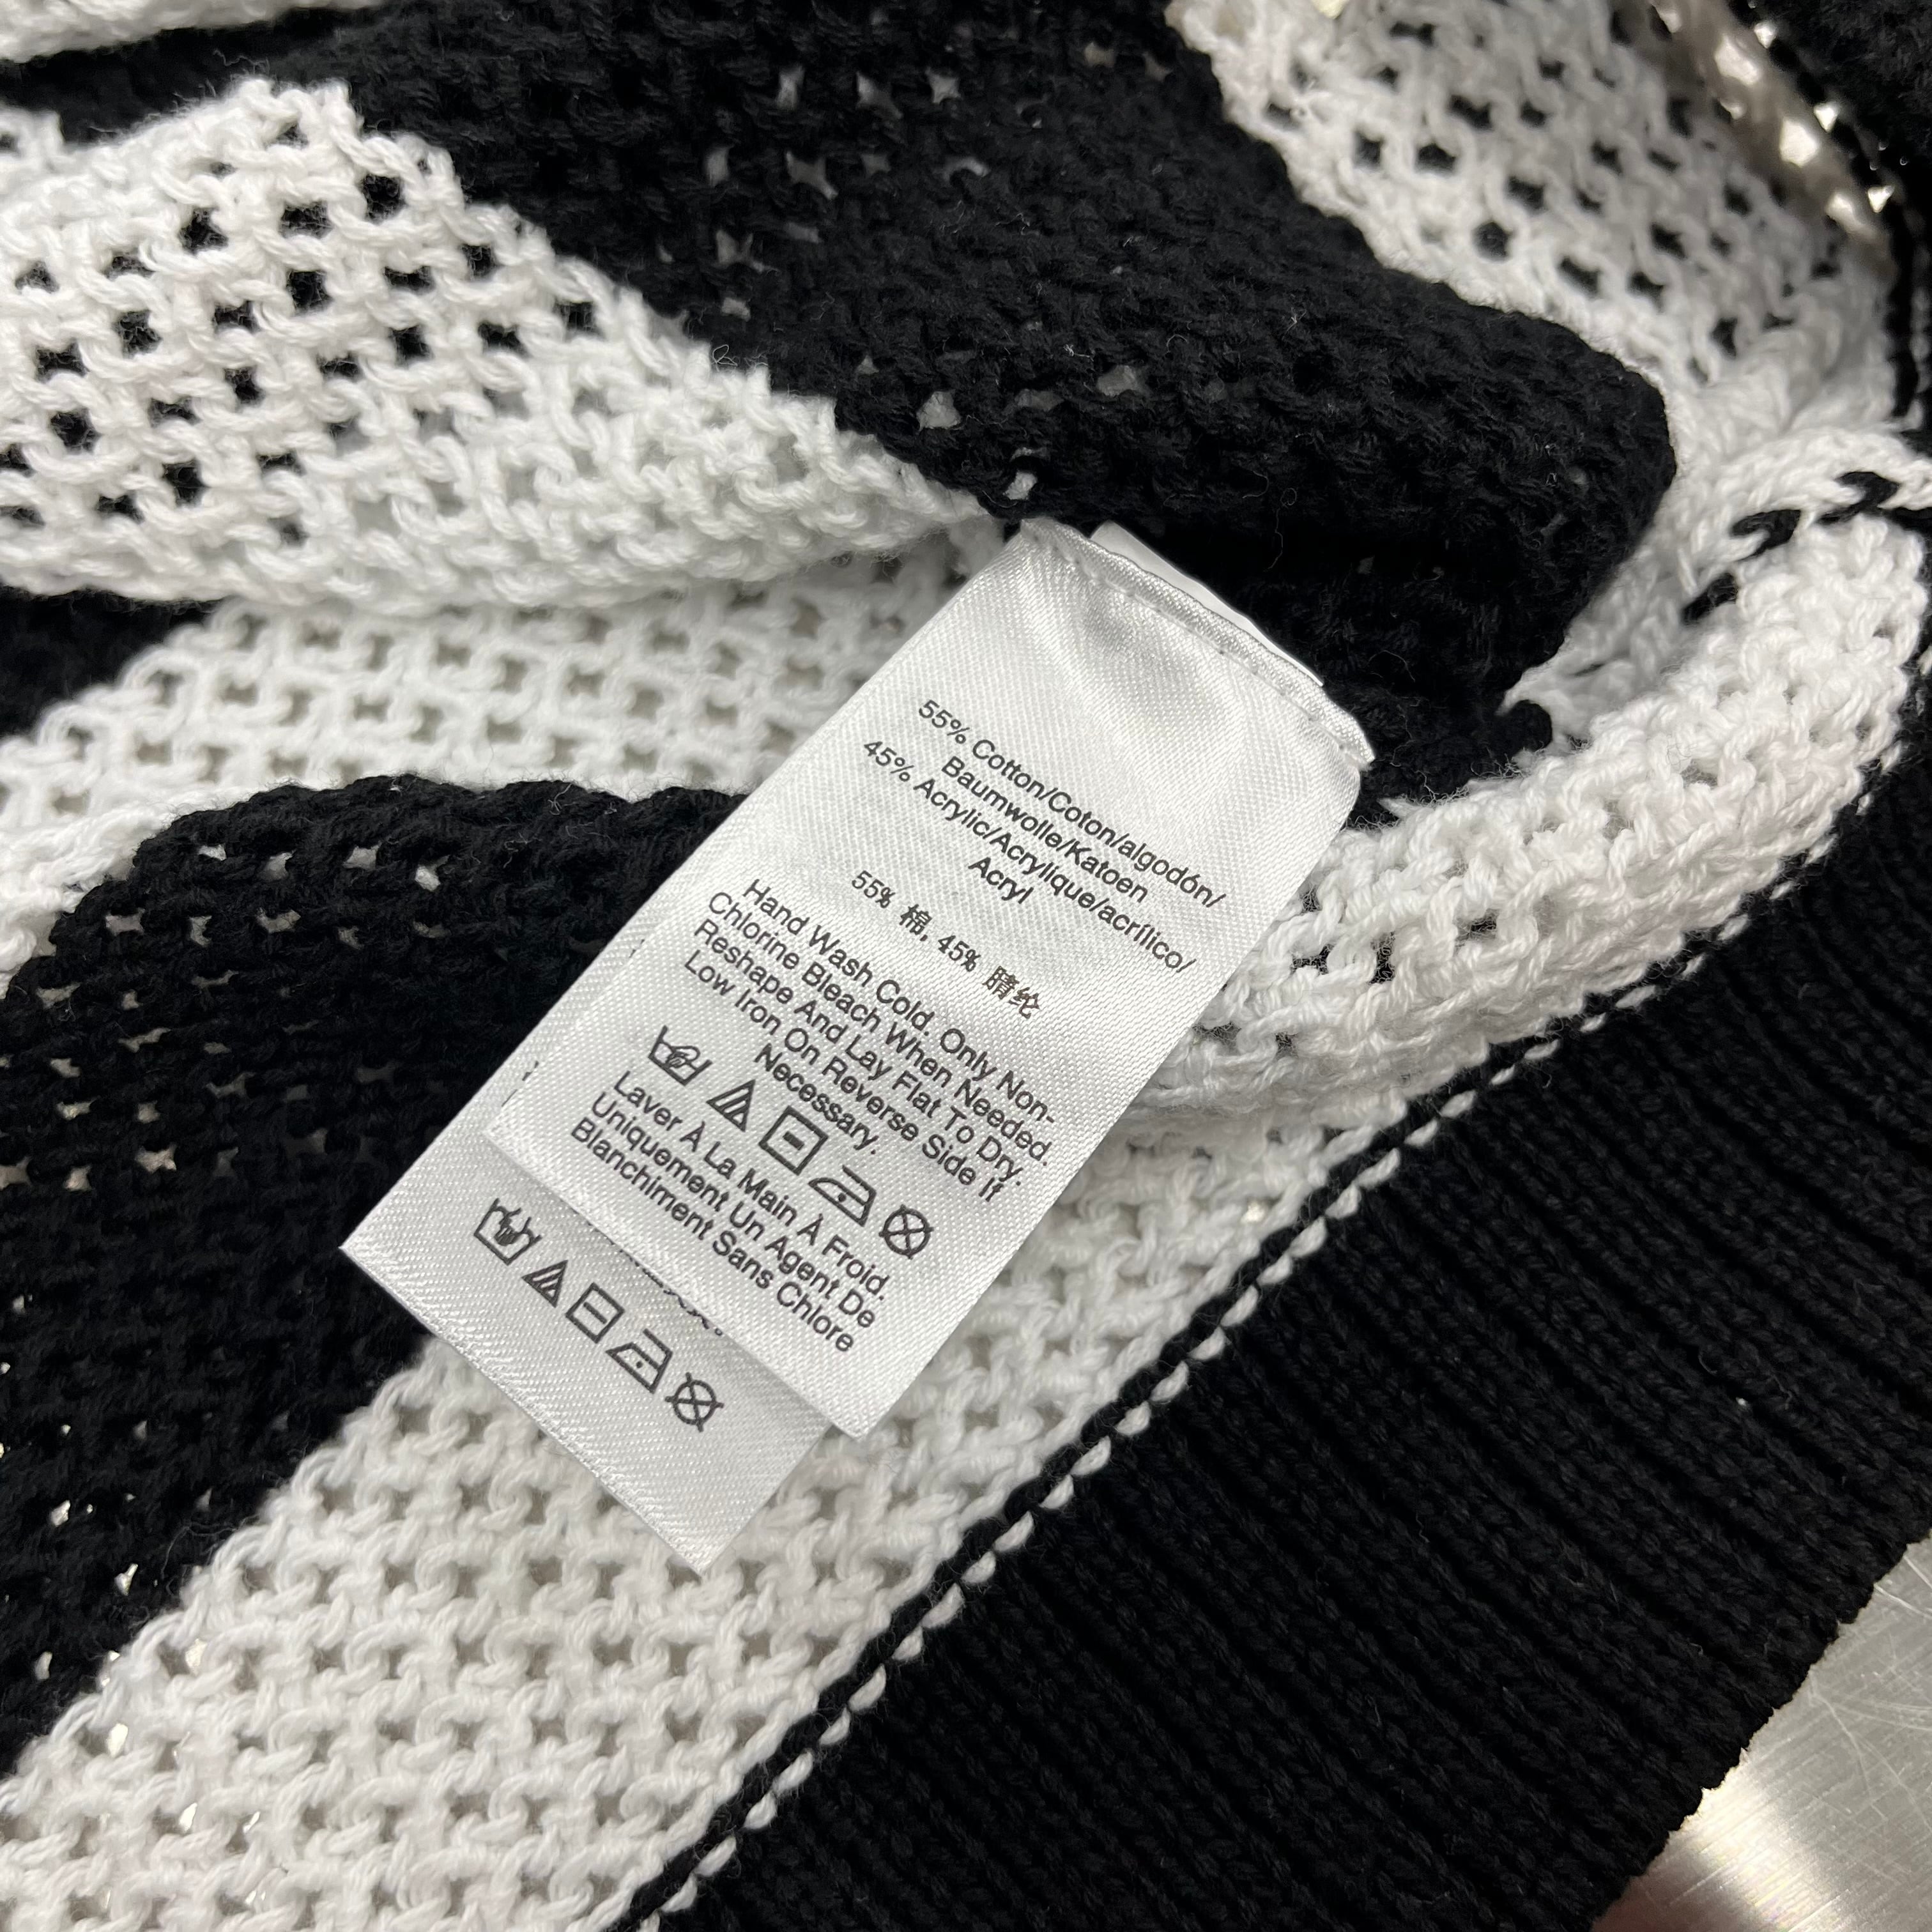 55% Cotton/Coton/algodón/
Baumwolle/Katoen
45% Acrylic/Acrylique/acrílico/
Acryl
55% 棉, 45% 腈纶
Hand Wash Cold. Only Non-
Chlorine Bleach When Needed.
Reshape And Lay Flat To Dry.
Low Iron On Reverse Side If
Necessary.
Laver À La Main À Froid.
Uniquement Un Agent De
Blanchiment Sans Chlore